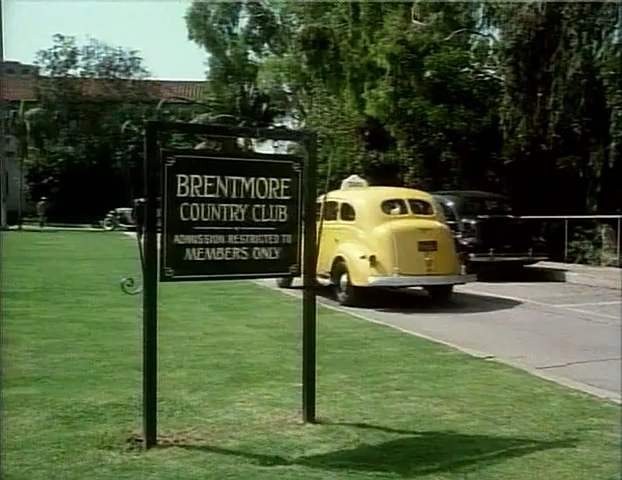 BRENTMORE
COUNTRY CLUB
ADMISSION RESTRICTED TO
MEMBERS ONLY